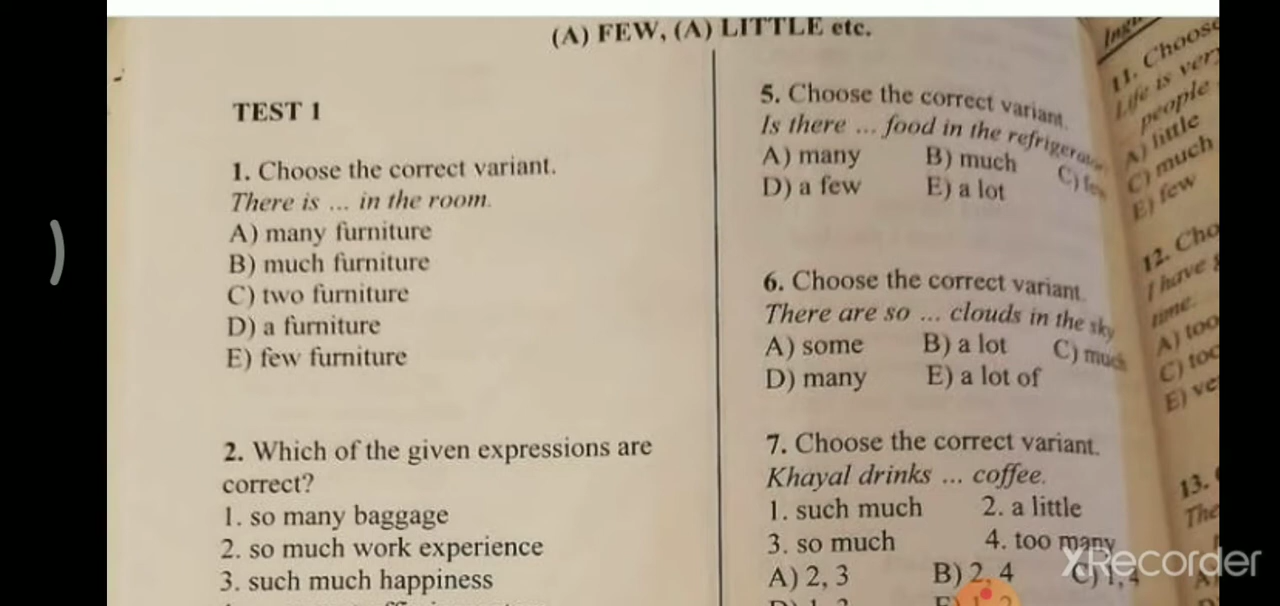 (A) FEW, (A) LITTLE etc.
TEST 1
1. Choose the correct variant.
There is ... in the room.
A) many furniture
B) much furniture
C) two furniture
D) a furniture
E) few furniture
2. Which of the given expressions are
correct?
1. so many baggage
2. so much work experience
3. such much happiness
5. Choose the correct variant.
Is there ... food in the
A) many B) much C)
D) a few E) a lot
6. Choose the correct variant.
There are so ... clouds in the sky
A) some B) a lot C) much
D) many E) a lot of
7. Choose the correct variant.
Khayal drinks ... coffee.
1. such much 2. a little
3. so much 4. too many
A) 2, 3 B) 2, 4 C) 1, 4
11. Choose
Life is
people
A) little
C) much
E) few
12.
I have
time.
A) too
C)
E)
13.
XRecorder